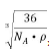 ∛(36 / (N_A • ρ))